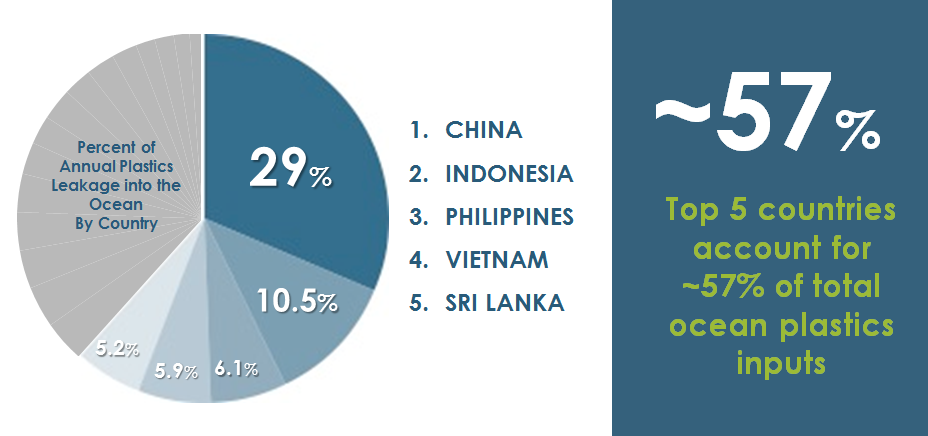 Percent of
Annual Plastics
Leakage into the
Ocean
By Country
29%
10.5%
6.1%
5.9%
5.2%
1. CHINA
2. INDONESIA
3. PHILIPPINES
4. VIETNAM
5. SRI LANKA
~57%
Top 5 countries
account for
~57% of total
ocean plastics
inputs